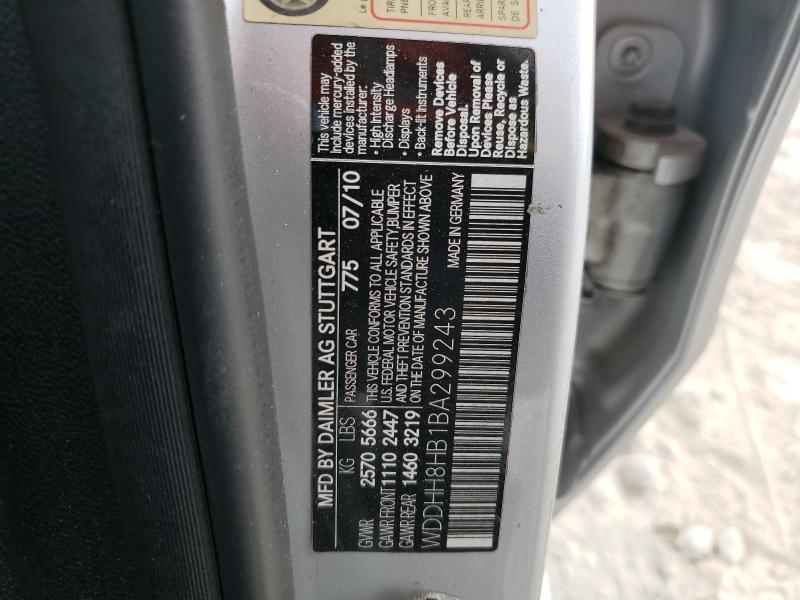 This vehicle may
include mercury-added
devices installed by the
manufacturer:
• High Intensity
Discharge Headlamps
• Displays
• Back-lit Instruments
Remove Devices
Before Vehicle
Disposal.
Upon Removal of
Devices Please
Reuse, Recycle or
Dispose as
Hazardous Waste.
MFD BY DAIMLER AG STUTTGART
KG LBS PASSENGER CAR 775 07/10
GVWR 2570 5666
GAWR FRONT 1110 2447
GAWR REAR 1460 3219
THIS VEHICLE CONFORMS TO ALL APPLICABLE
U.S. FEDERAL MOTOR VEHICLE SAFETY, BUMPER
AND THEFT PREVENTION STANDARDS IN EFFECT
ON THE DATE OF MANUFACTURE SHOWN ABOVE
WDDHH8HB1BA299243 MADE IN GERMANY